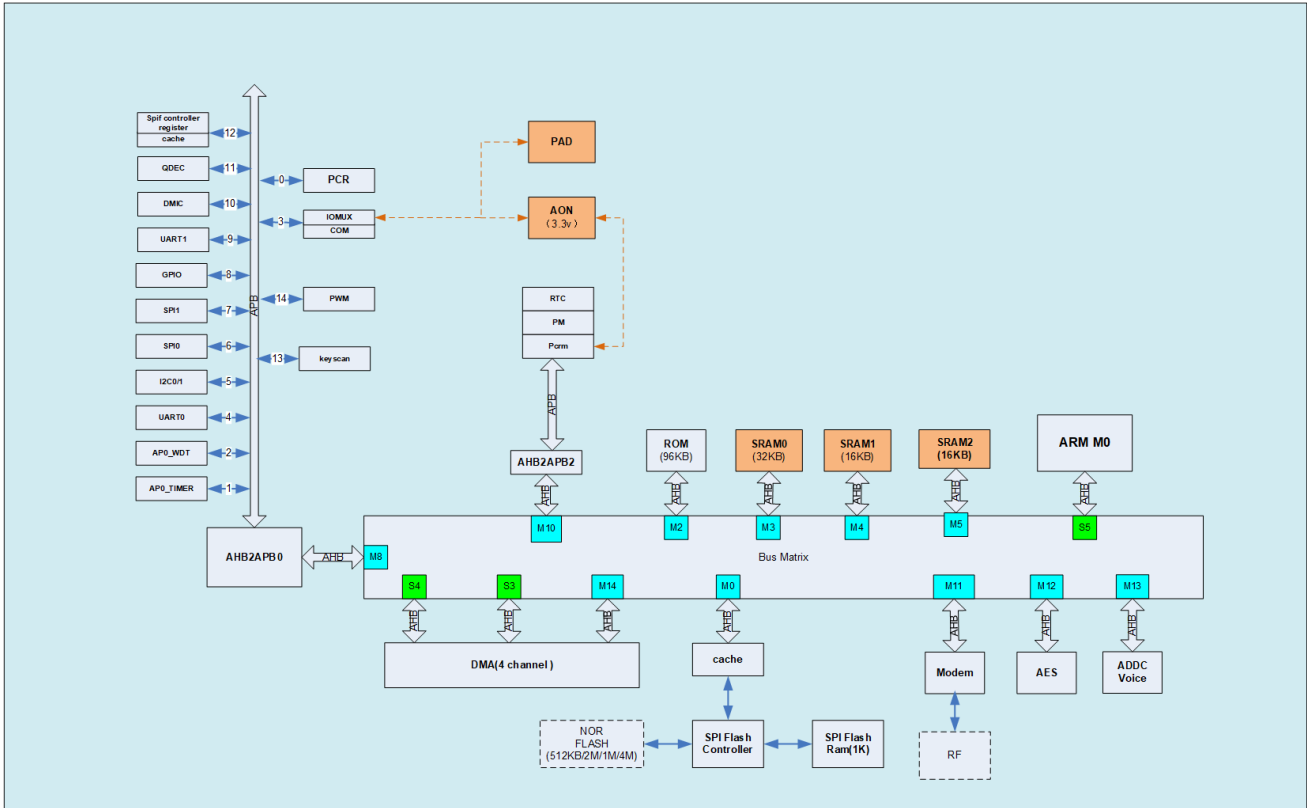 Spif controller
register
cache
12
QDEC
11
DMIC
10
UART1
9
GPIO
8
SPI1
7
SPI0
6
I2C0/1
5
UART0
4
AP0_WDT
2
AP0_TIMER
1
APB
0
PCR
3
IOMUX
COM
14
PWM
13
keyscan
PAD
AON
(3.3v)
RTC
PM
Pcrm
APB
AHB2APB2
AHB
M10
ROM
(96KB)
AHB
M2
SRAM0
(32KB)
AHB
M3
SRAM1
(16KB)
AHB
M4
SRAM2
(16KB)
AHB
M5
ARM M0
AHB
S5
AHB2APB0
AHB
M8
Bus Matrix
S4
S3
M14
M0
M11
M12
M13
AHB
AHB
AHB
AHB
AHB
AHB
AHB
DMA(4 channel )
cache
Modem
AES
ADDC
Voice
NOR
FLASH
(512KB/2M/1M/4M)
SPI Flash
Controller
SPI Flash
Ram(1K)
RF